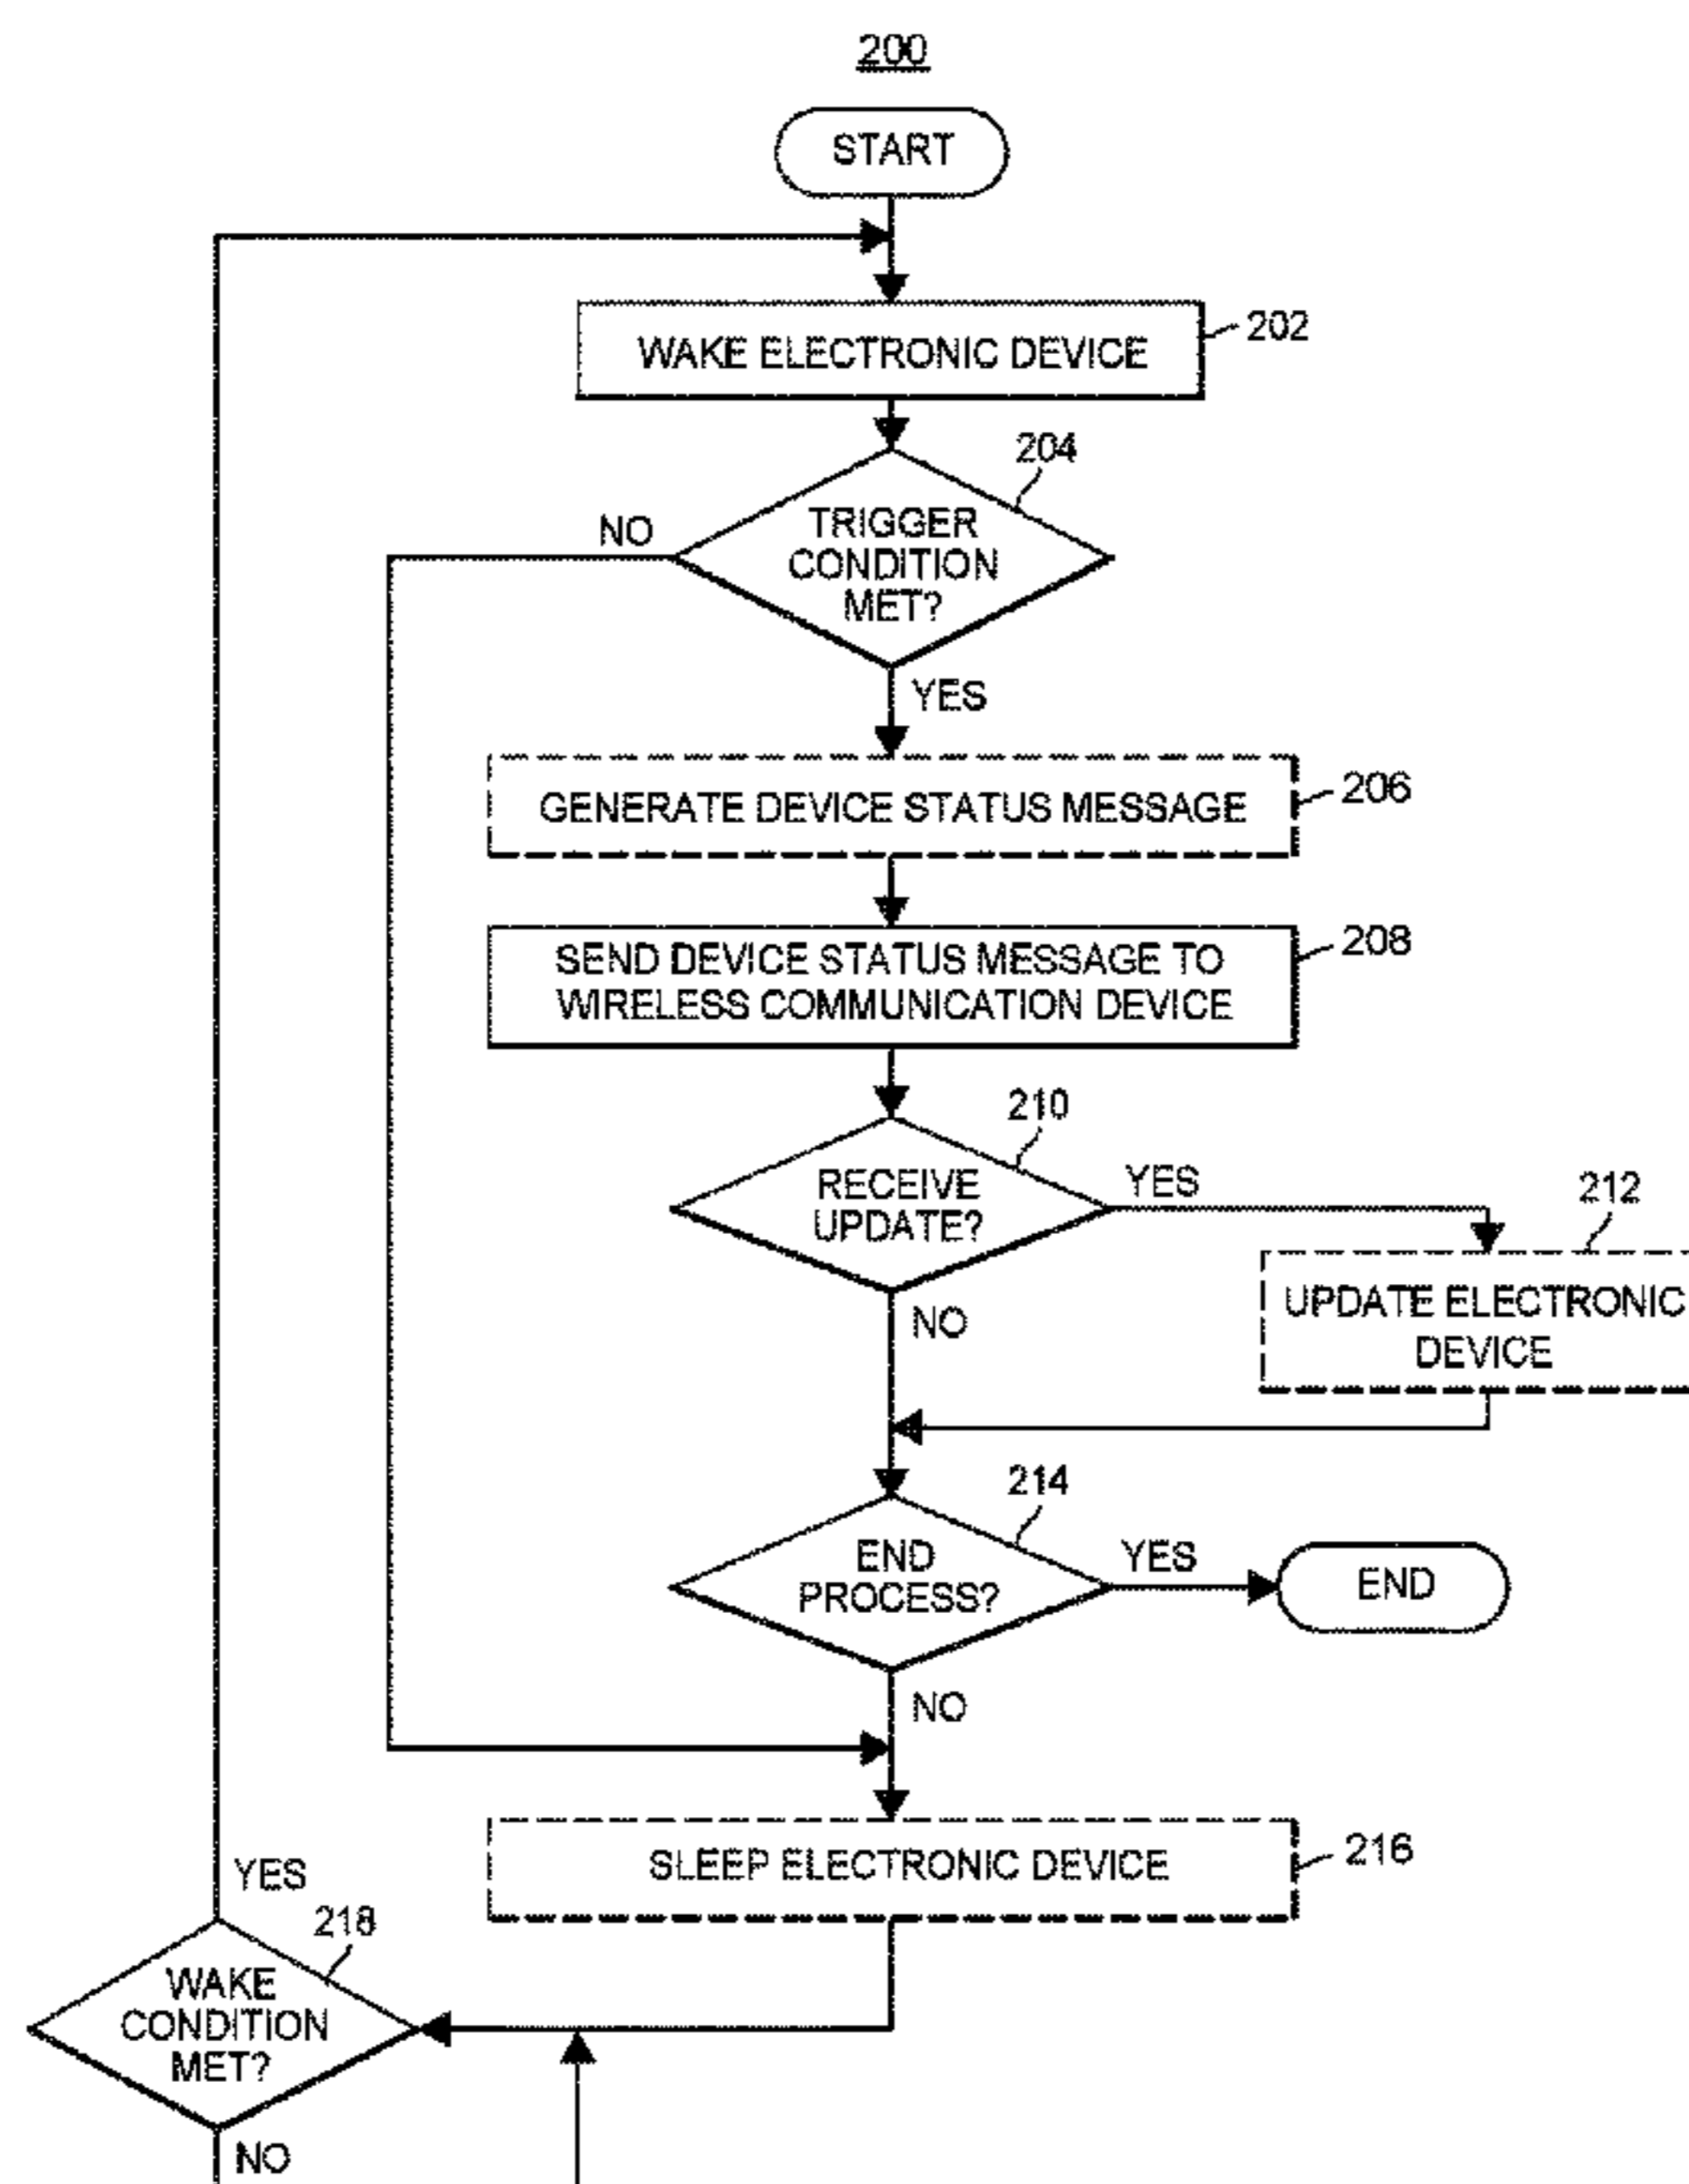 200
START
WAKE ELECTRONIC DEVICE
202
204
TRIGGER
CONDITION
MET?
NO
YES
GENERATE DEVICE STATUS MESSAGE
206
SEND DEVICE STATUS MESSAGE TO
WIRELESS COMMUNICATION DEVICE
208
210
RECEIVE
UPDATE?
YES
NO
212
UPDATE ELECTRONIC
DEVICE
214
END
PROCESS?
YES
END
NO
SLEEP ELECTRONIC DEVICE
216
YES
218
WAKE
CONDITION
MET?
NO